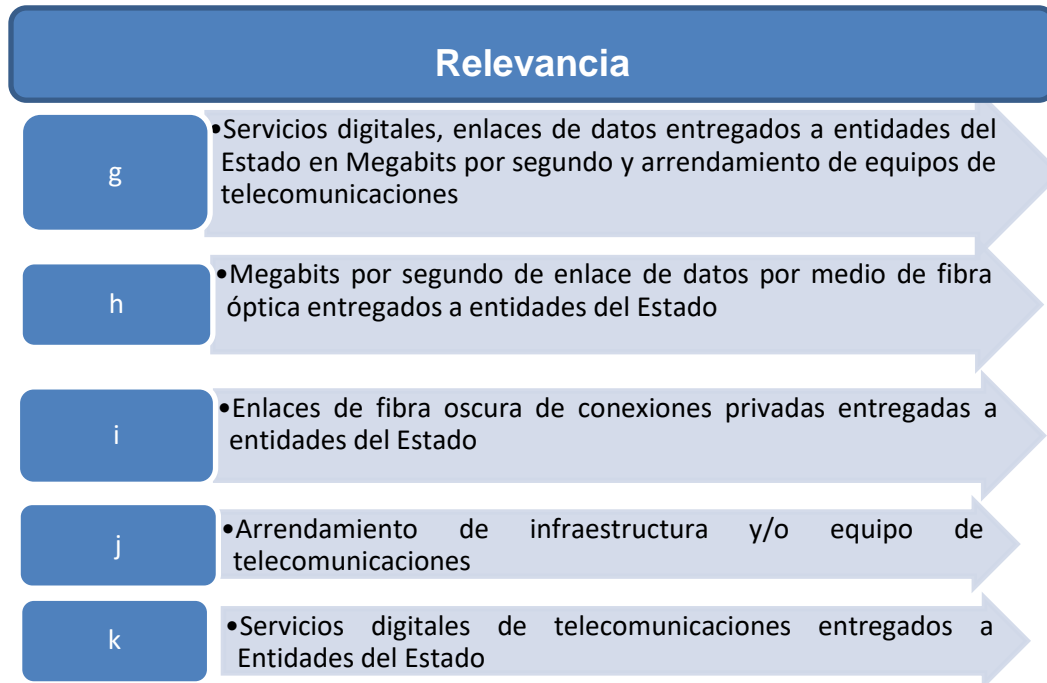 Relevancia
g
•Servicios digitales, enlaces de datos entregados a entidades del
Estado en Megabits por segundo y arrendamiento de equipos de
telecomunicaciones
h
•Megabits por segundo de enlace de datos por medio de fibra
óptica entregados a entidades del Estado
i
•Enlaces de fibra oscura de conexiones privadas entregadas a
entidades del Estado
j
•Arrendamiento de infraestructura y/o equipo de
telecomunicaciones
k
•Servicios digitales de telecomunicaciones entregados a
Entidades del Estado